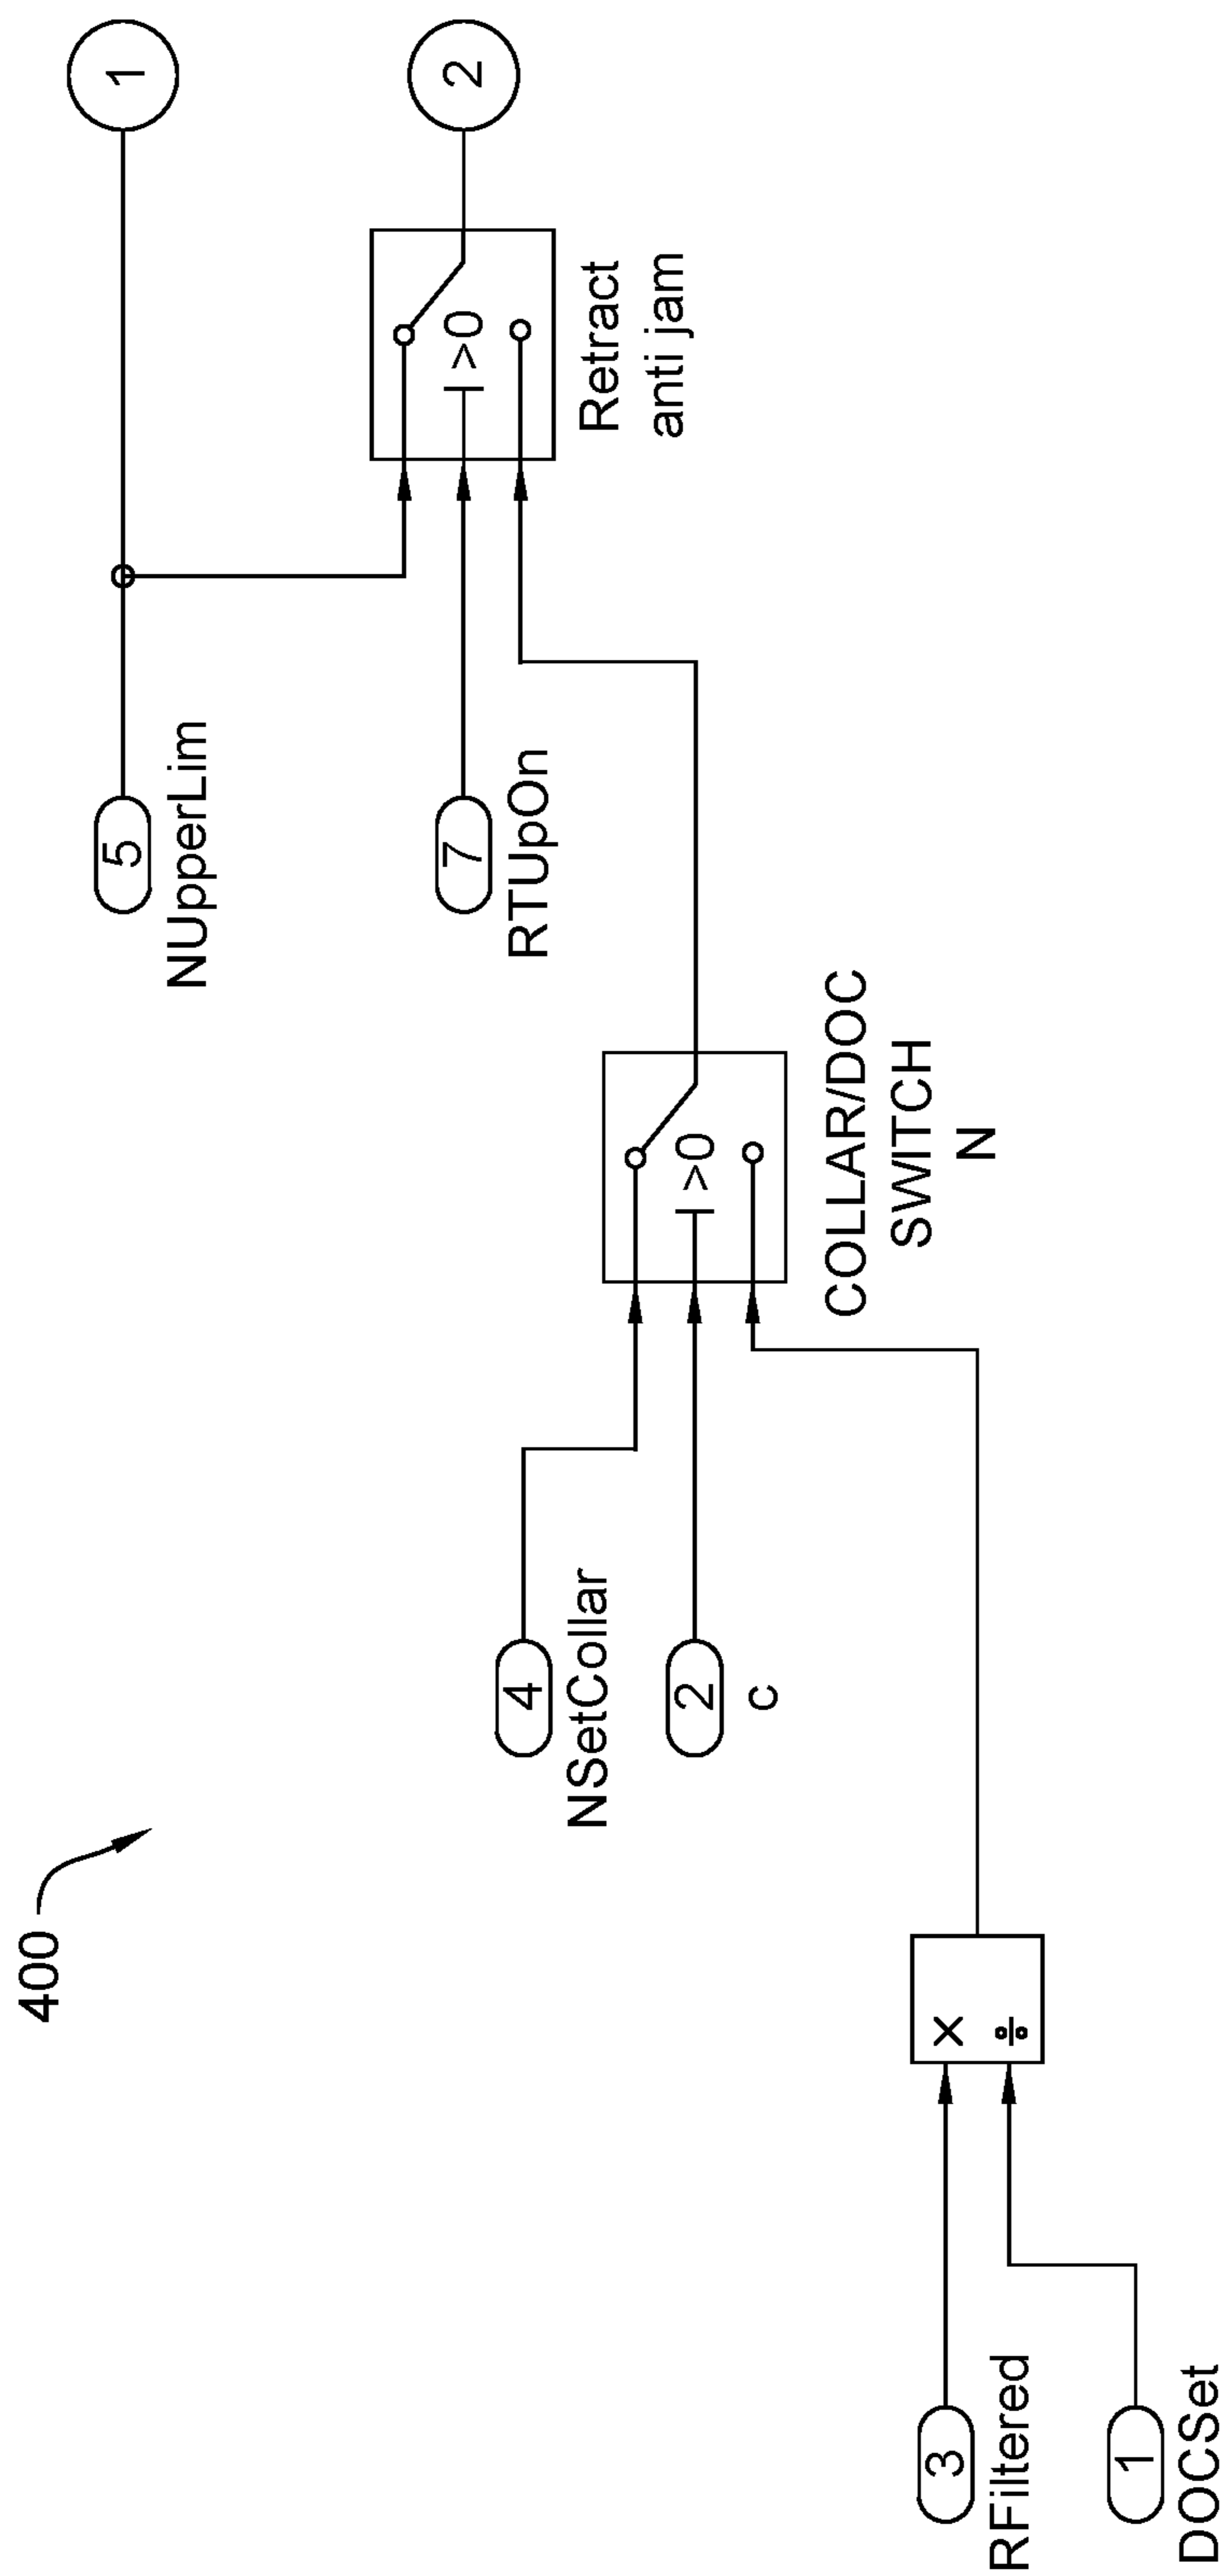 400
1
5
NUpperLim
2
>0
Retract
anti jam
7
RTUpOn
4
NSetCollar
>0
COLLAR/DOC
SWITCH
N
2
c
3
RFiltered
×
÷
1
DOCSet